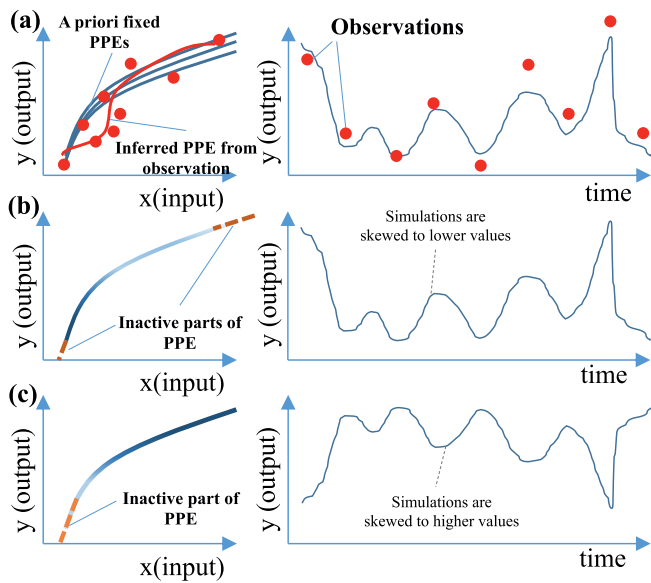 (a)
A priori fixed
PPEs
y (output)
Inferred PPE from
observation
x(input)
Observations
y (output)
time
(b)
y (output)
Inactive parts of
PPE
x(input)
Simulations are
skewed to lower values
y (output)
time
(c)
y (output)
Inactive part of
PPE
x(input)
y (output)
Simulations are
skewed to higher values
time